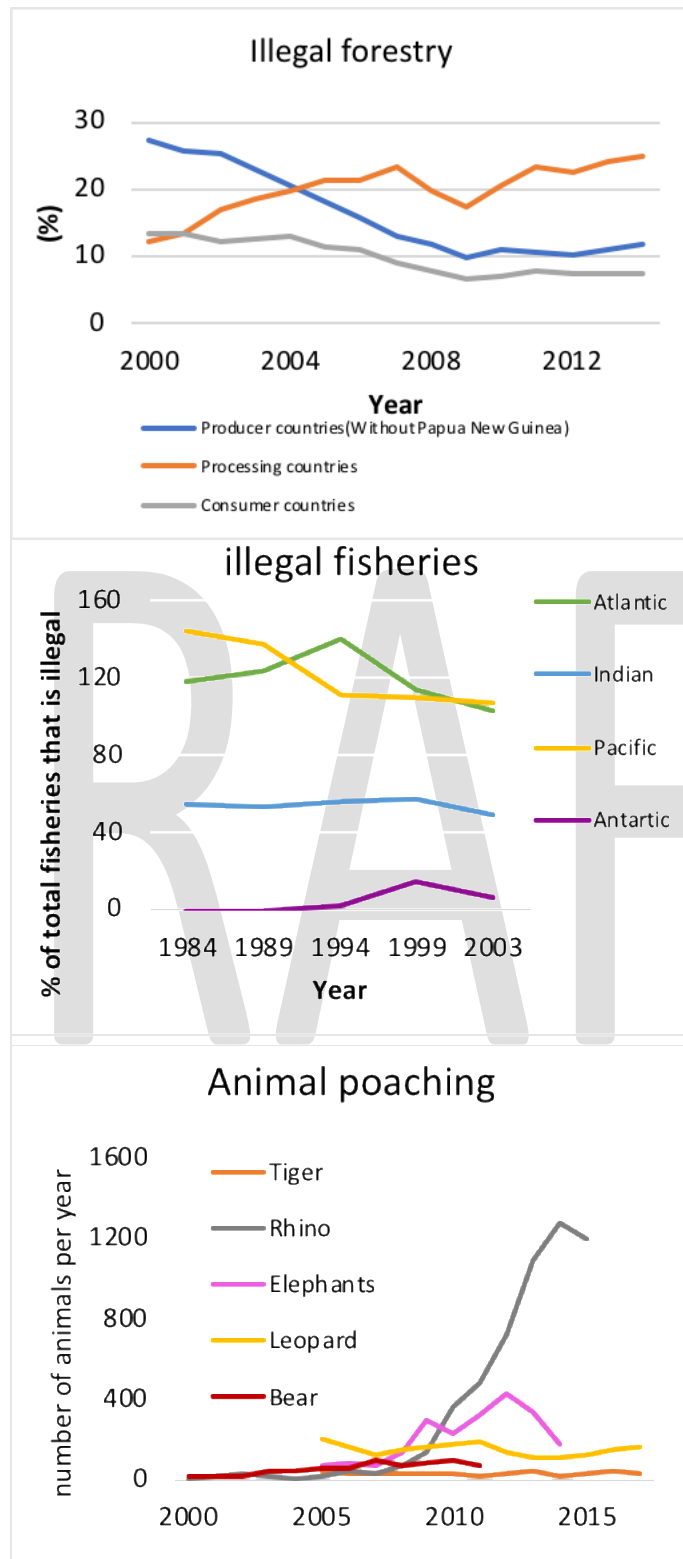 Illegal forestry
30
20
10
0
(%)
2000 2004 2008 2012
Year
Producer countries(Without Papua New Guinea)
Processing countries
Consumer countries
illegal fisheries
160
120
80
40
0
% of total fisheries that is illegal
1984 1989 1994 1999 2003
Year
Atlantic
Indian
Pacific
Antartic
Animal poaching
1600
1200
800
400
0
number of animals per year
Tiger
Rhino
Elephants
Leopard
Bear
2000 2005 2010 2015